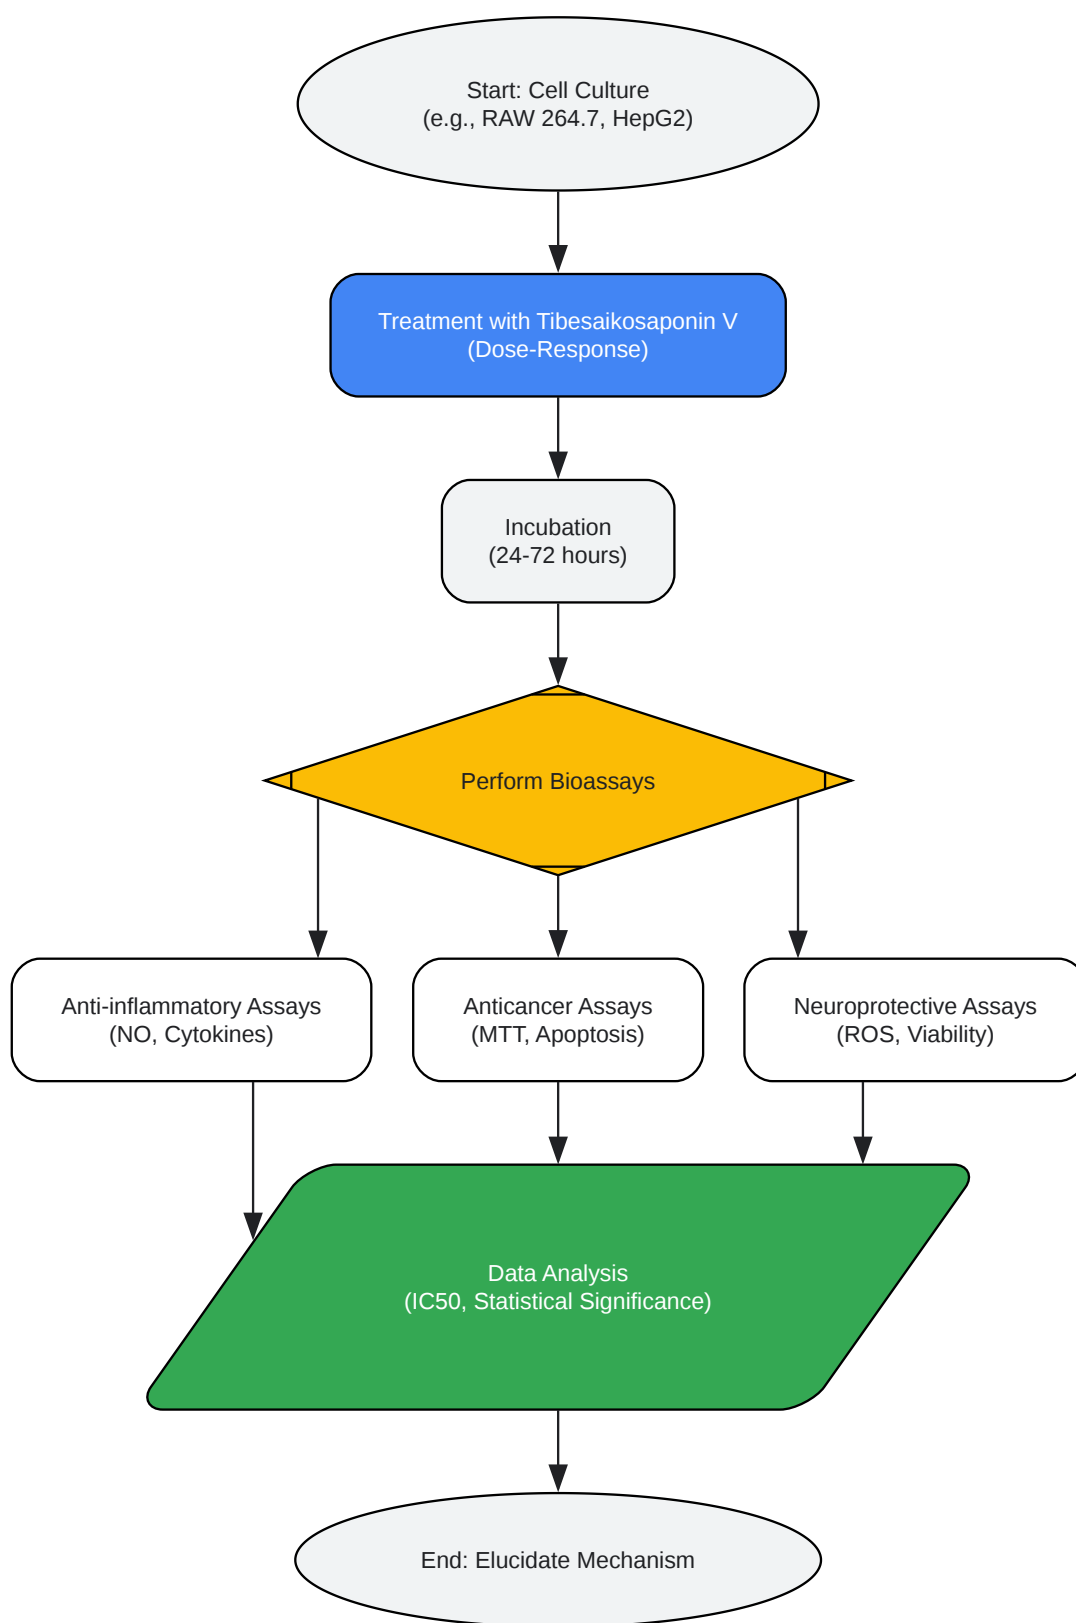 Start: Cell Culture
(e.g., RAW 264.7, HepG2)
Treatment with Tibesaikosaponin V
(Dose-Response)
Incubation
(24-72 hours)
Perform Bioassays
Anti-inflammatory Assays
(NO, Cytokines)
Anticancer Assays
(MTT, Apoptosis)
Neuroprotective Assays
(ROS, Viability)
Data Analysis
(IC50, Statistical Significance)
End: Elucidate Mechanism